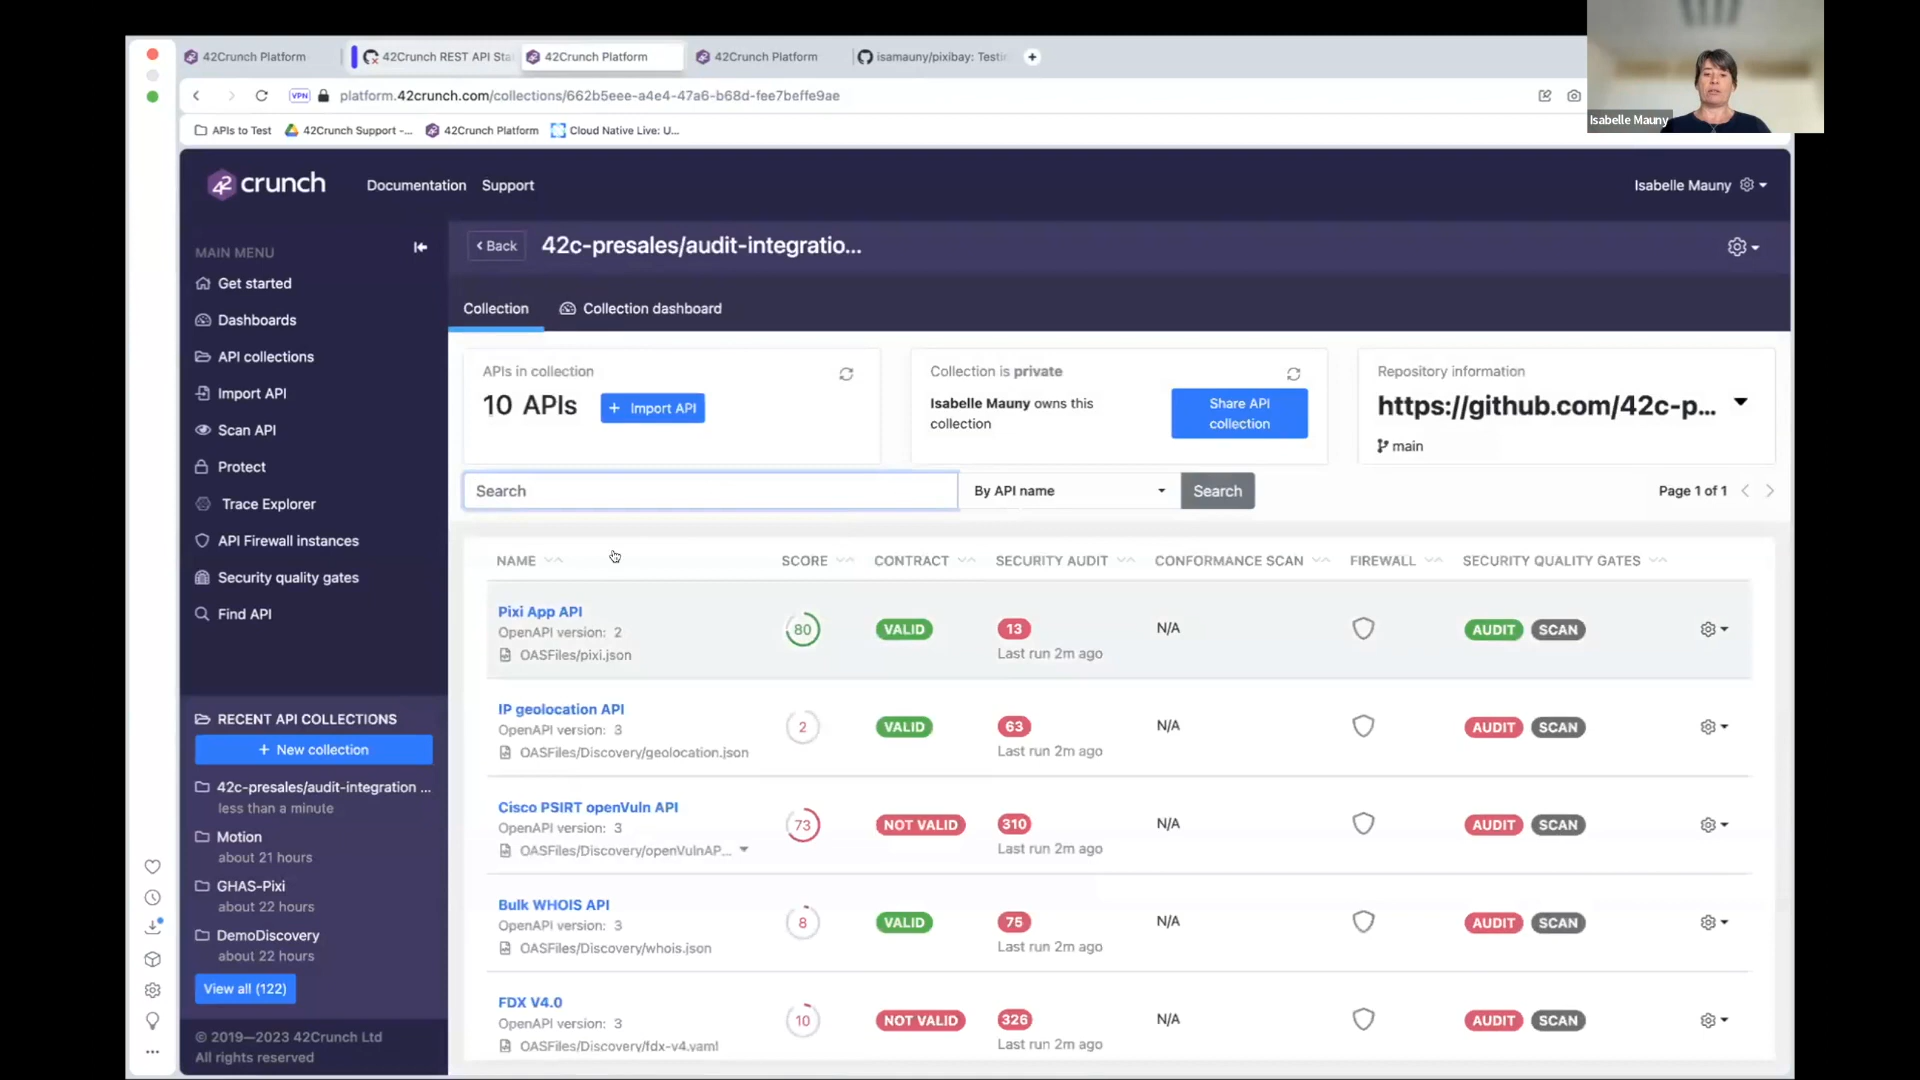 42Crunch Platform
42Crunch REST API Sta
42Crunch Platform
42Crunch Platform
isamauny/pixibay: Testin
VPN
platform.42crunch.com/collections/662b5eee-a4e4-47a6-b68d-fee7beffe9ae
Isabelle Mauny
APIs to Test
42Crunch Support -...
42Crunch Platform
Cloud Native Live: U...
42 crunch
Documentation
Support
Isabelle Mauny
MAIN MENU
Get started
Dashboards
API collections
Import API
Scan API
Protect
Trace Explorer
API Firewall instances
Security quality gates
Find API
RECENT API COLLECTIONS
+ New collection
42c-presales/audit-integration ...
less than a minute
Motion
about 21 hours
GHAS-Pixi
about 22 hours
DemoDiscovery
about 22 hours
View all (122)
© 2019—2023 42Crunch Ltd
All rights reserved
Back
42c-presales/audit-integratio...
Collection
Collection dashboard
APIs in collection
10 APIs
+ Import API
Collection is private
Isabelle Mauny owns this
collection
Share API
collection
Repository information
https://github.com/42c-p...
main
Search
By API name
Search
Page 1 of 1
NAME SCORE CONTRACT SECURITY AUDIT CONFORMANCE SCAN FIREWALL SECURITY QUALITY GATES
Pixi App API
OpenAPI version: 2
OASFiles/pixi.json
80
VALID
13
Last run 2m ago
N/A
AUDIT SCAN
IP geolocation API
OpenAPI version: 3
OASFiles/Discovery/geolocation.json
2
VALID
63
Last run 2m ago
N/A
AUDIT SCAN
Cisco PSIRT openVuln API
OpenAPI version: 3
OASFiles/Discovery/openVulnAP...
73
NOT VALID
310
Last run 2m ago
N/A
AUDIT SCAN
Bulk WHOIS API
OpenAPI version: 3
OASFiles/Discovery/whois.json
8
VALID
75
Last run 2m ago
N/A
AUDIT SCAN
FDX V4.0
OpenAPI version: 3
OASFiles/Discovery/fdx-v4.yaml
10
NOT VALID
326
Last run 2m ago
N/A
AUDIT SCAN